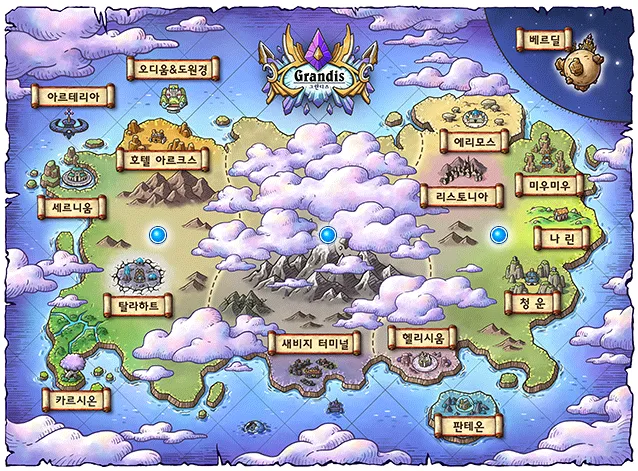 베르딜
오디움&도원경
Grandis
그란디스
아르테리아
에리모스
호텔 아르크스
미우미우
리스토니아
세르니움
나 린
탈라하트
청 운
새비지 터미널
헬리시움
카르시온
판테온